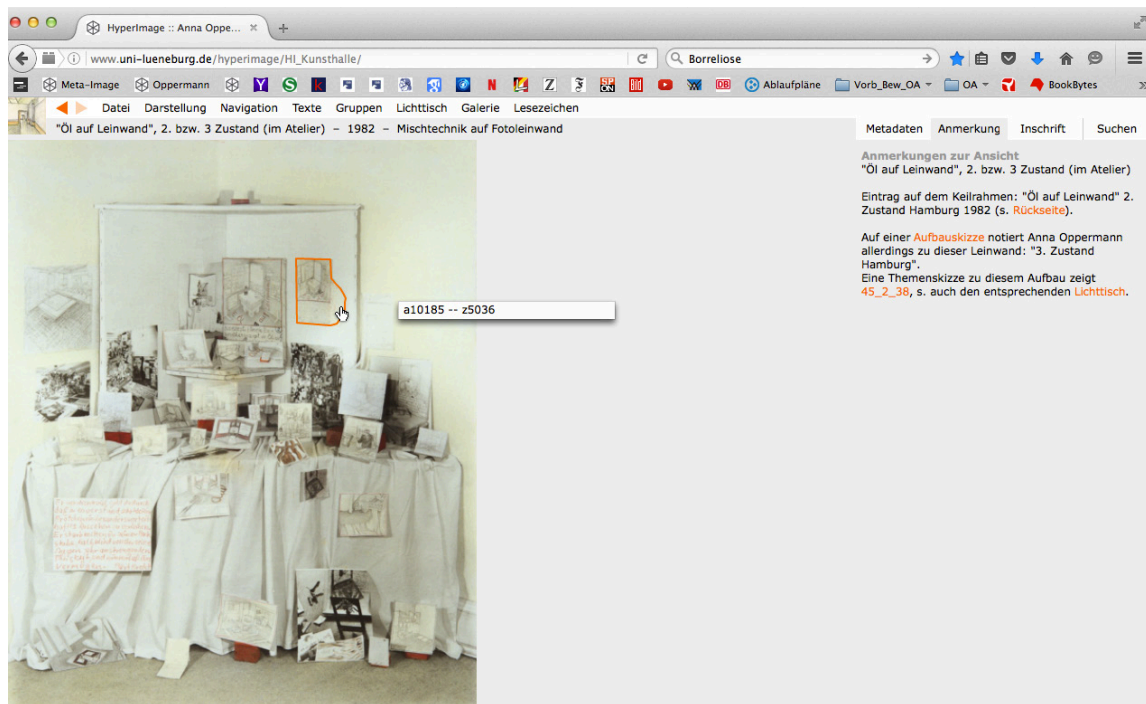 HyperImage :: Anna Oppe...
www.uni-lueneburg.de/hyperimage/HI_Kunsthalle/
Borreliose
Meta-Image
Oppermann
Y
S
k
N
Z
SP
ON
Bild
DB
Ablaufpläne
Vorb_Bew_OA
OA
BookBytes
Datei Darstellung Navigation Texte Gruppen Lichttisch Galerie Lesezeichen
"Öl auf Leinwand", 2. bzw. 3 Zustand (im Atelier) – 1982 – Mischtechnik auf Fotoleinwand
Metadaten Anmerkung Inschrift Suchen
Anmerkungen zur Ansicht
"Öl auf Leinwand", 2. bzw. 3 Zustand (im Atelier)
Eintrag auf dem Keilrahmen: "Öl auf Leinwand" 2.
Zustand Hamburg 1982 (s. Rückseite).
Auf einer Aufbauskizze notiert Anna Oppermann
allerdings zu dieser Leinwand: "3. Zustand
Hamburg".
Eine Themenskizze zu diesem Aufbau zeigt
45_2_38, s. auch den entsprechenden Lichttisch.
a10185 -- z5036